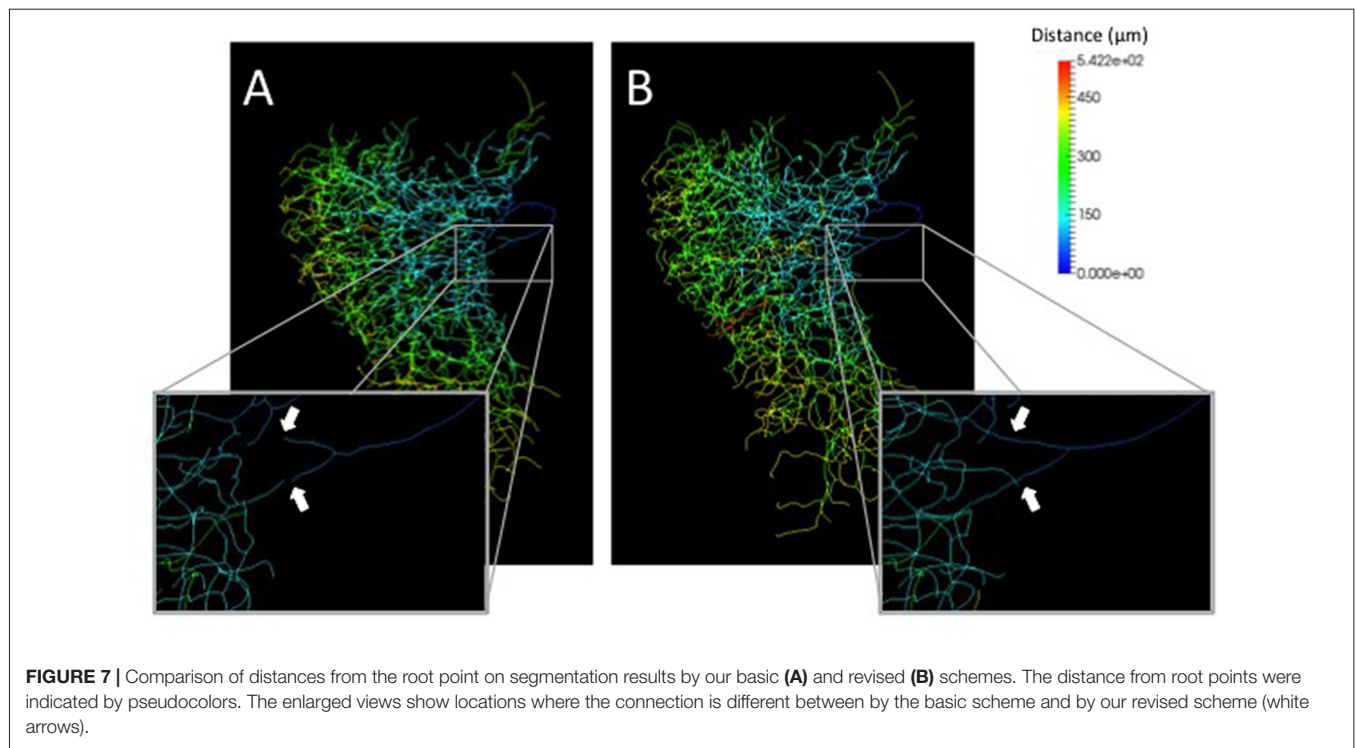 A
B
Distance (μm)
5.422e+02
450
300
150
0.000e+00
FIGURE 7 | Comparison of distances from the root point on segmentation results by our basic (A) and revised (B) schemes. The distance from root points were
indicated by pseudocolors. The enlarged views show locations where the connection is different between by the basic scheme and by our revised scheme (white
arrows).